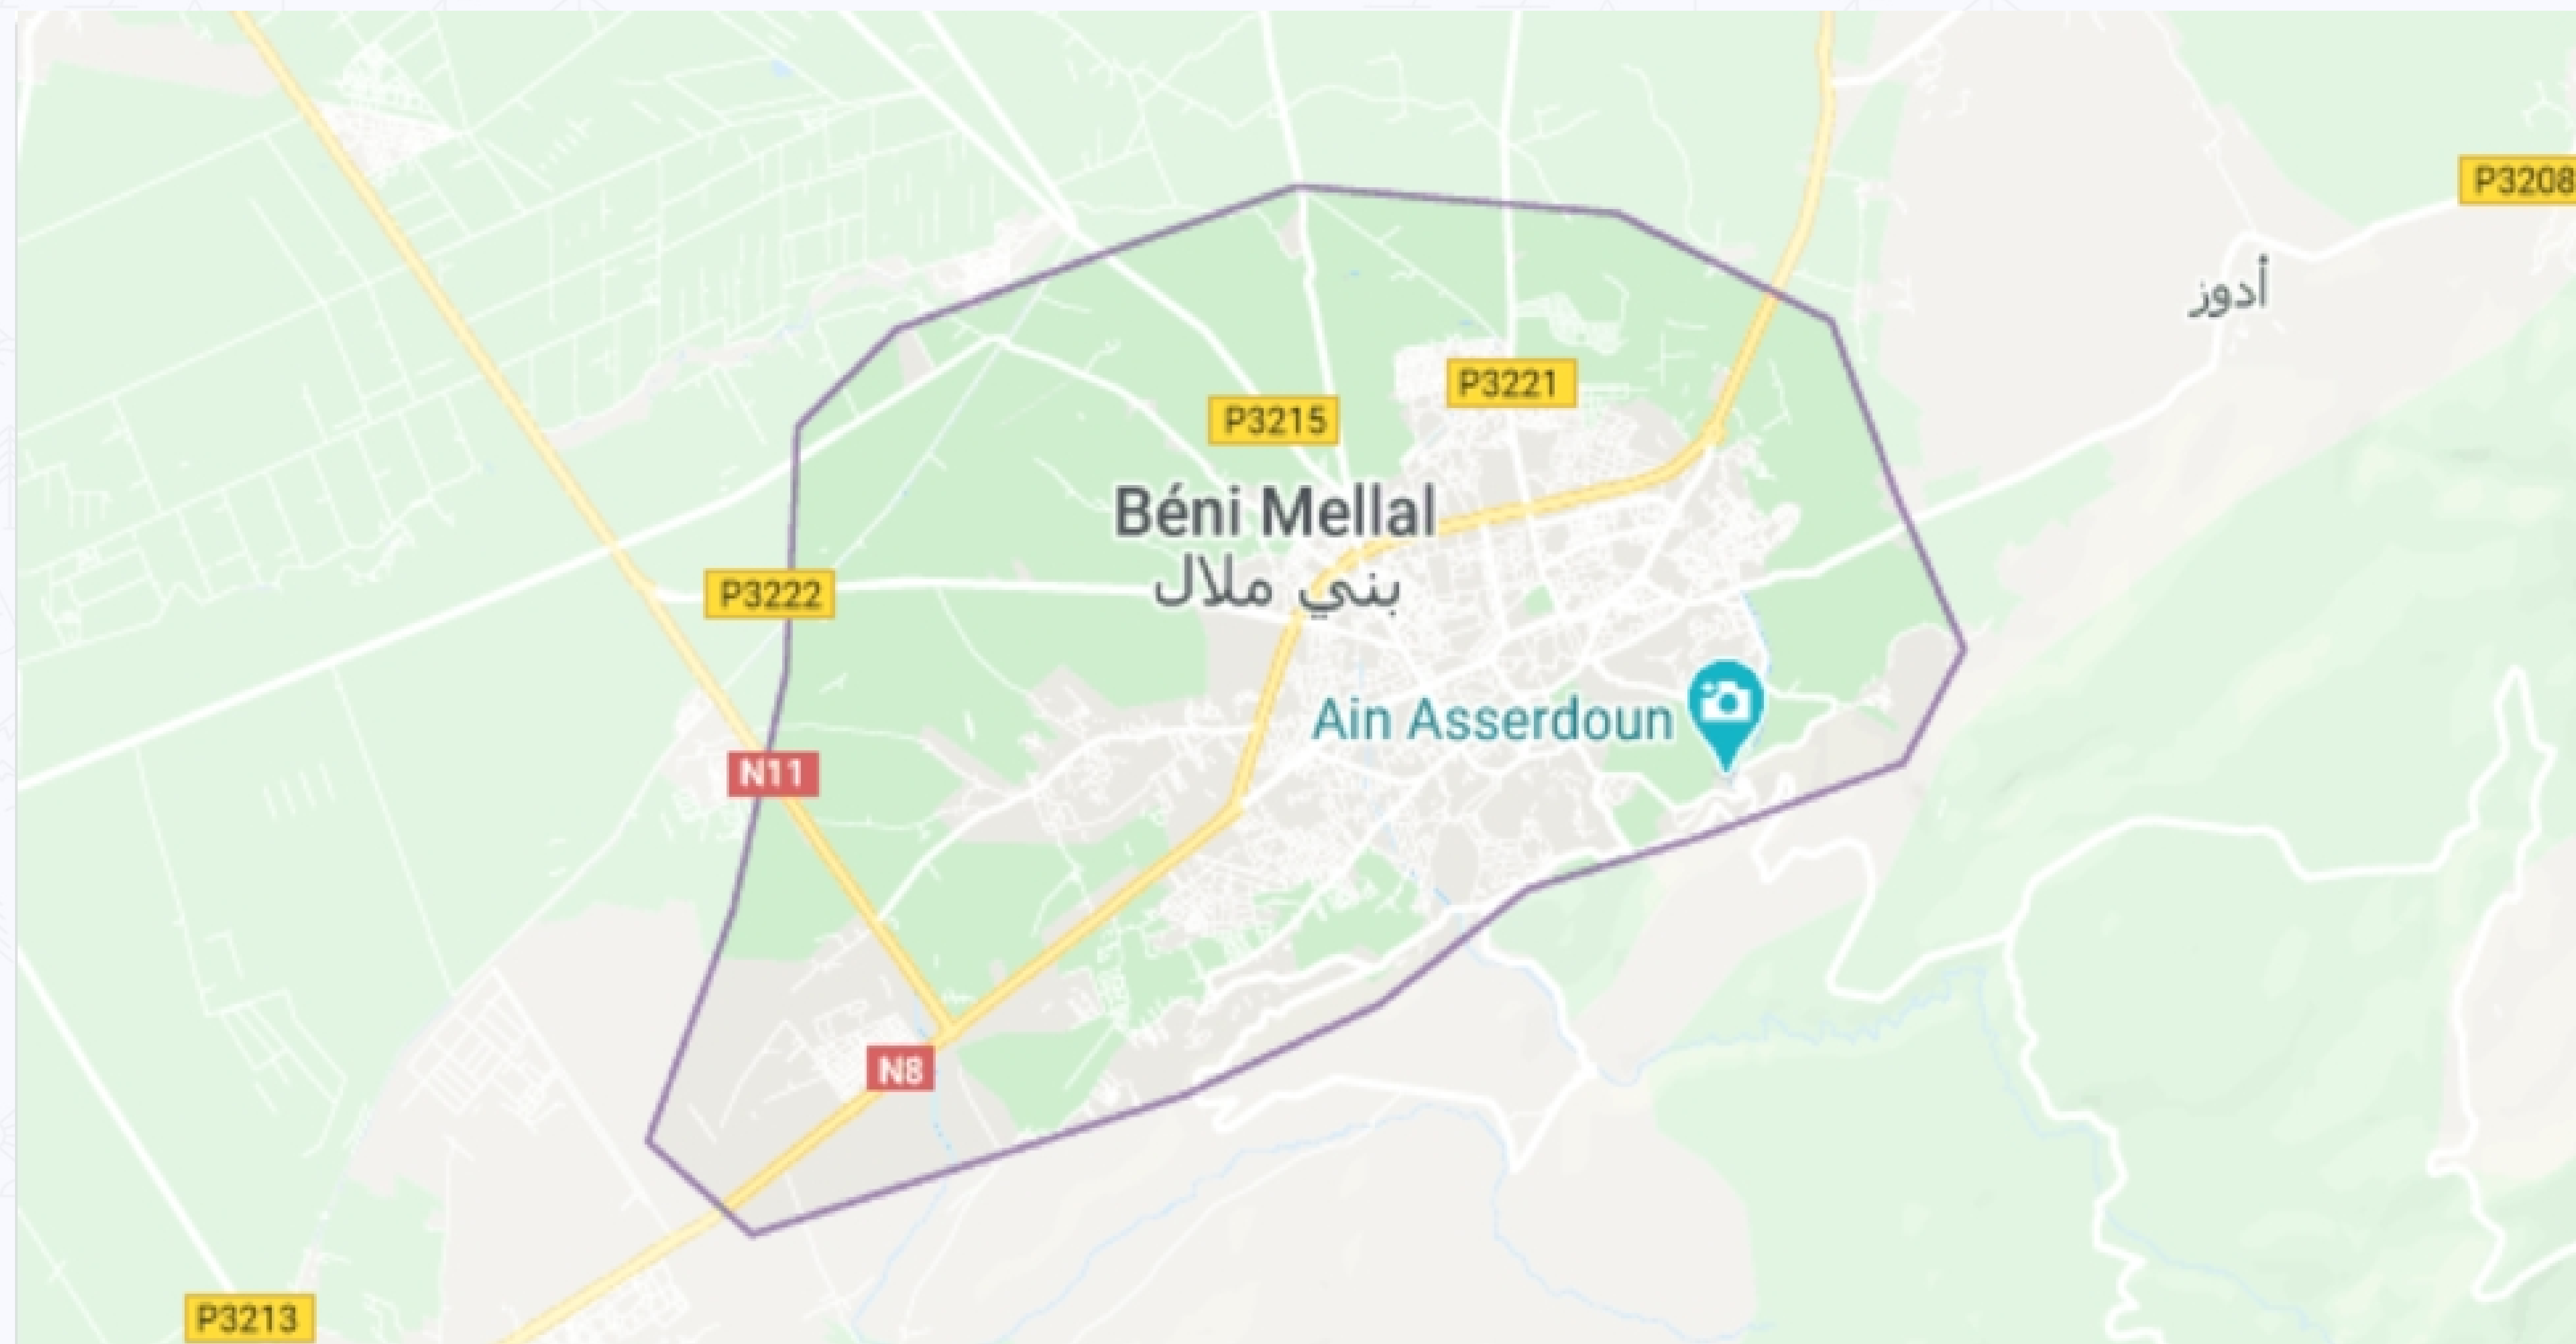 P3208
أدوز
P3221
P3215
Béni Mellal
بني ملال
P3222
Ain Asserdoun
N11
N8
P3213